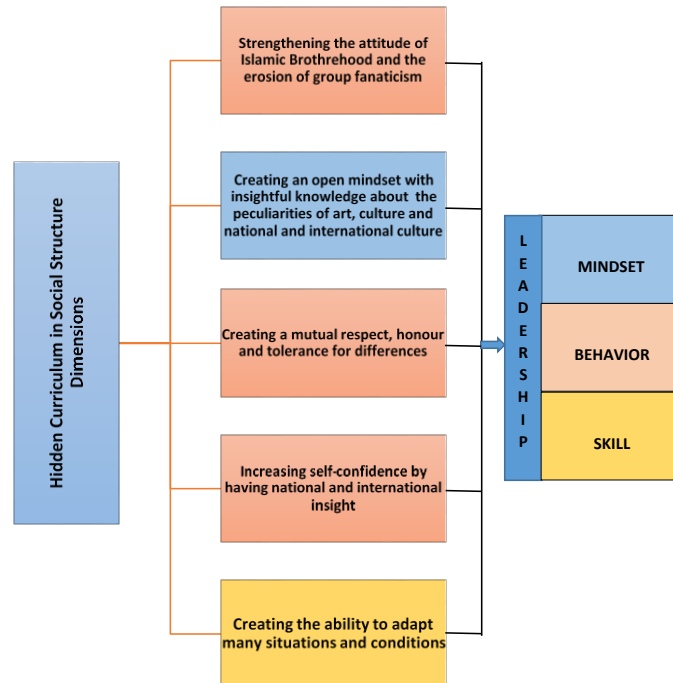 Hidden Curriculum in Social Structure
Dimensions
Strengthening the attitude of
Islamic Brothrehood and the
erosion of group fanaticism
Creating an open mindset with
insightful knowledge about the
peculiarities of art, culture and
national and international culture
Creating a mutual respect, honour
and tolerance for differences
Increasing self-confidence by
having national and international
insight
Creating the ability to adapt
many situations and conditions
LEADERSHIP
MINDSET
BEHAVIOR
SKILL